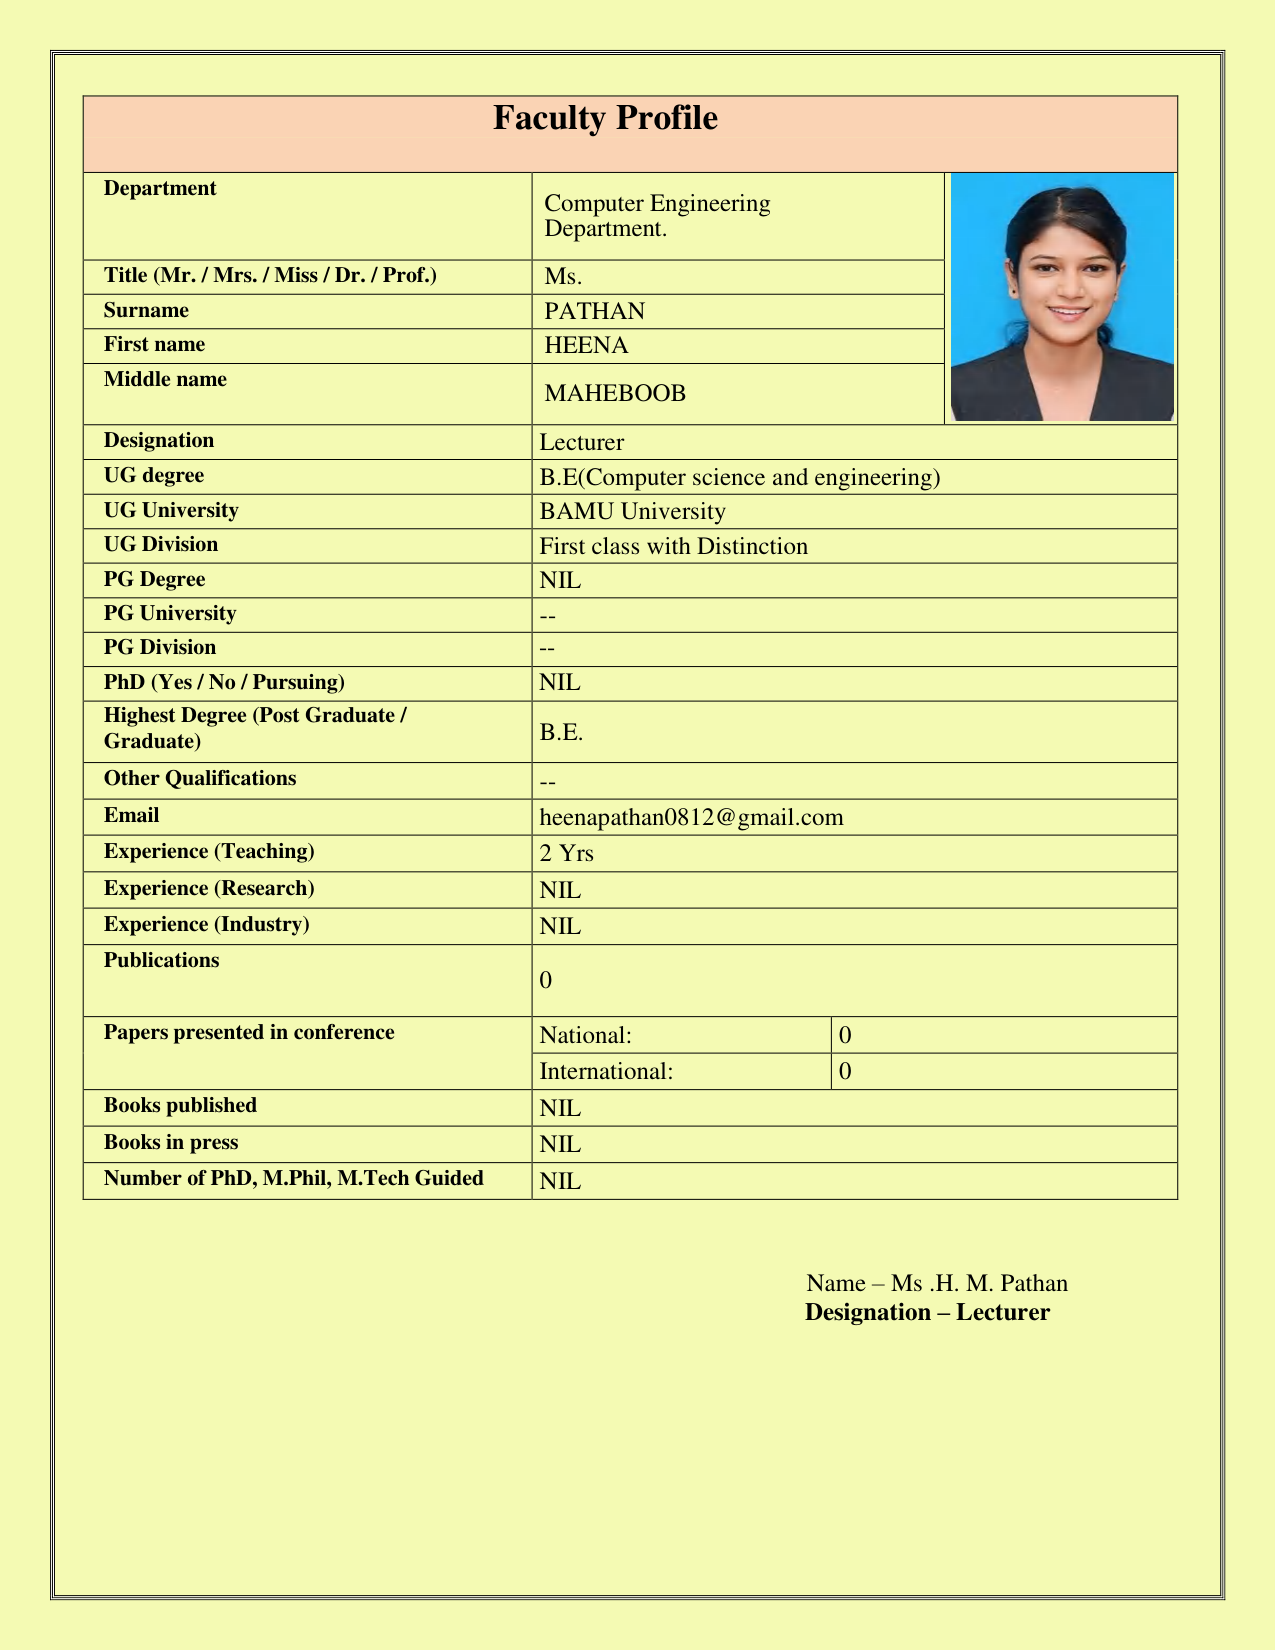 Faculty Profile
Department
Computer Engineering
Department.
Title (Mr. / Mrs. / Miss / Dr. / Prof.) Ms.
Surname PATHAN
First name HEENA
Middle name MAHEBOOB
Designation Lecturer
UG degree B.E(Computer science and engineering)
UG University BAMU University
UG Division First class with Distinction
PG Degree NIL
PG University --
PG Division --
PhD (Yes / No / Pursuing) NIL
Highest Degree (Post Graduate /
Graduate) B.E.
Other Qualifications --
Email heenapathan0812@gmail.com
Experience (Teaching) 2 Yrs
Experience (Research) NIL
Experience (Industry) NIL
Publications 0
Papers presented in conference National: 0
International: 0
Books published NIL
Books in press NIL
Number of PhD, M.Phil, M.Tech Guided NIL
Name – Ms .H. M. Pathan
Designation – Lecturer